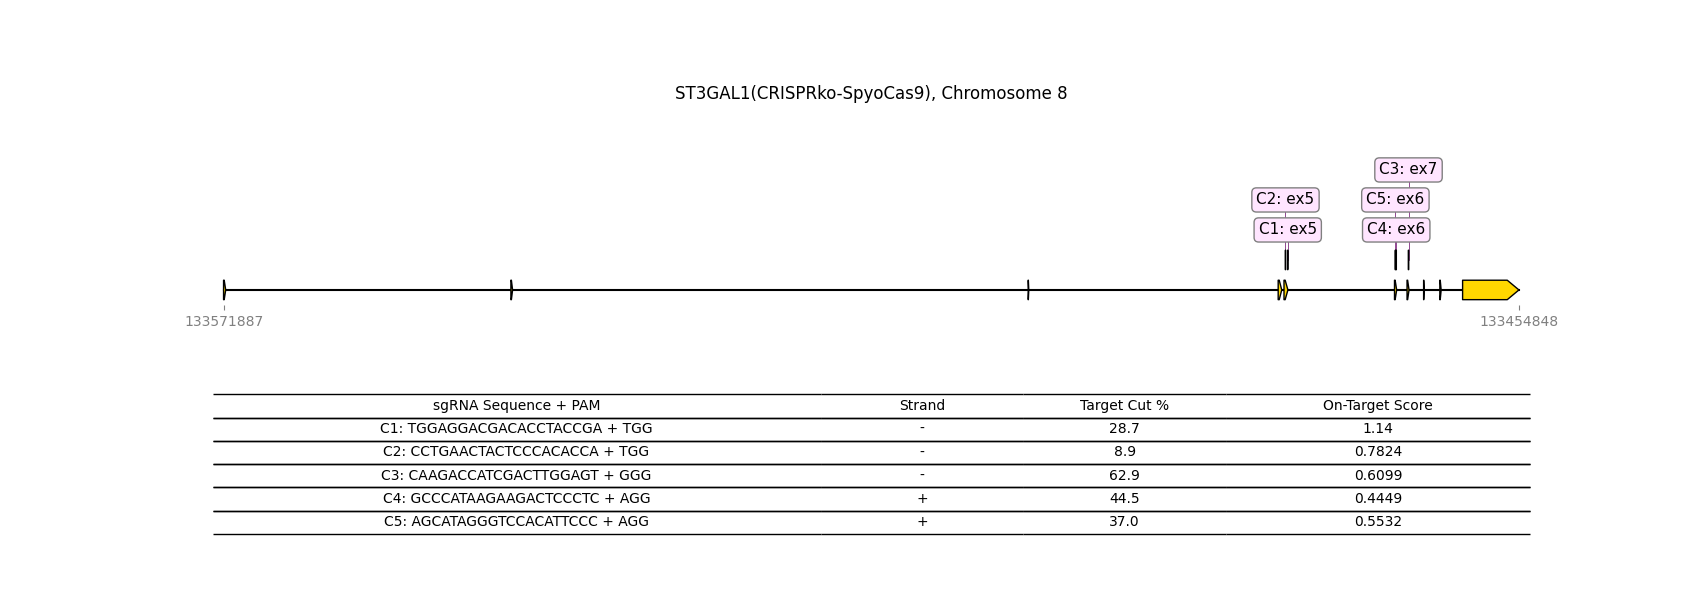 ST3GAL1(CRISPRko-SpyoCas9), Chromosome 8
C3: ex7
C2: ex5
C5: ex6
C1: ex5
C4: ex6
133571887
133454848
sgRNA Sequence + PAM Strand Target Cut % On-Target Score
C1: TGGAGGACGACACCTACCGA + TGG - 28.7 1.14
C2: CCTGAACTACTCCCACACCA + TGG - 8.9 0.7824
C3: CAAGACCATCGACTTGGAGT + GGG - 62.9 0.6099
C4: GCCCATAAGAAGACTCCCTC + AGG + 44.5 0.4449
C5: AGCATAGGGTCCACATTCCC + AGG + 37.0 0.5532